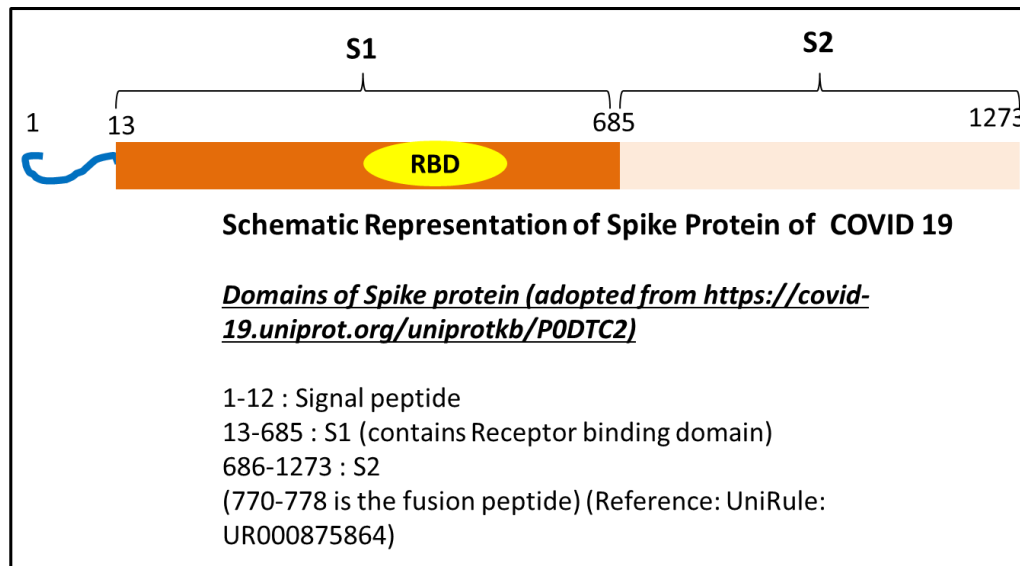 S1
S2
1
13
685
1273
RBD
Schematic Representation of Spike Protein of COVID 19
Domains of Spike protein (adopted from https://covid-
19.uniprot.org/uniprotkb/P0DTC2)
1-12 : Signal peptide
13-685 : S1 (contains Receptor binding domain)
686-1273 : S2
(770-778 is the fusion peptide) (Reference: UniRule:
UR000875864)